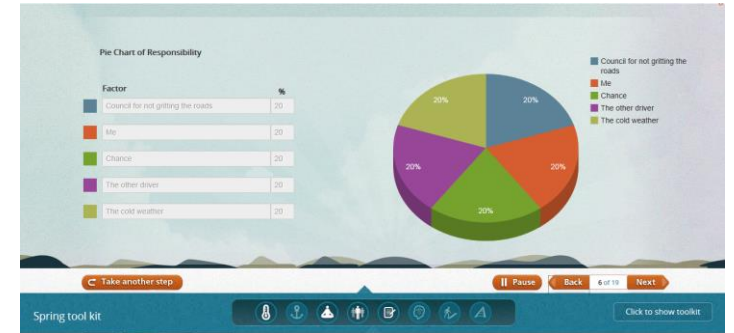 Pie Chart of Responsibility
Factor %
Council for not gritting the roads 20
Me 20
Chance 20
The other driver 20
The cold weather 20
20% 20%
20% 20%
20%
Council for not gritting the
roads
Me
Chance
The other driver
The cold weather
Take another step
Pause
Back
6 of 19
Next
Spring tool kit
Click to show toolkit